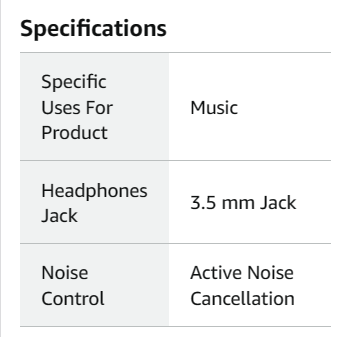 Specifications
Specific
Uses For
Product
Music
Headphones
Jack
3.5 mm Jack
Noise
Control
Active Noise
Cancellation